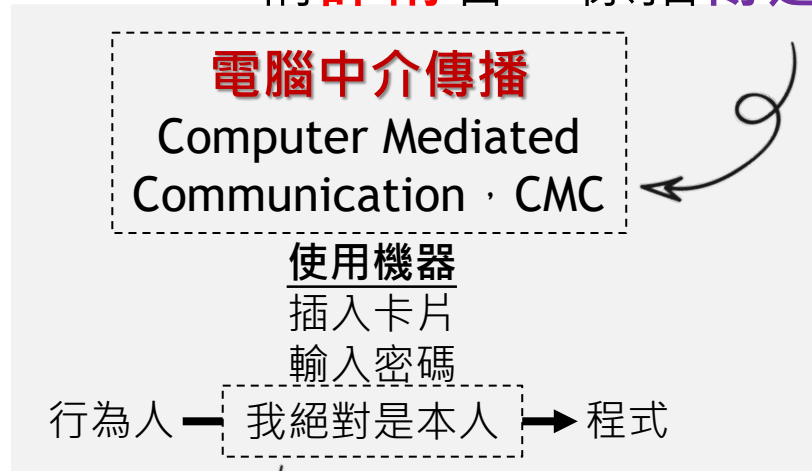 電腦中介傳播
Computer Mediated
Communication,CMC
使用機器
插入卡片
輸入密碼
行為人 我絕對是本人 程式